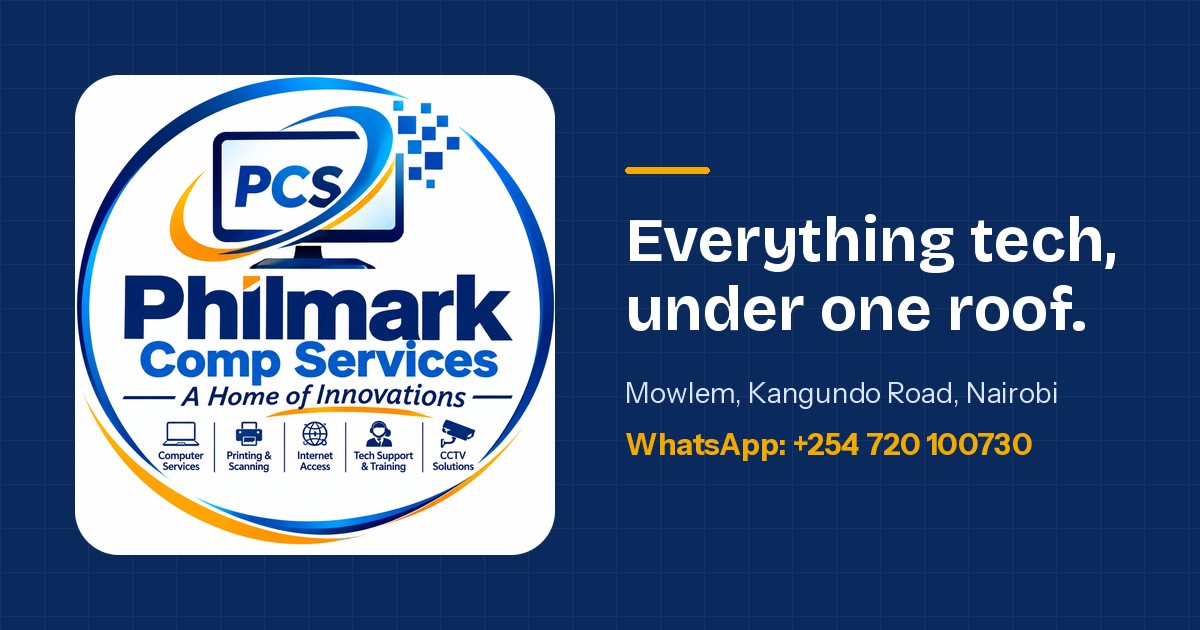 PCS
Philmark
Comp Services
A Home of Innovations
Computer Services
Printing & Scanning
Internet Access
Tech Support & Training
CCTV Solutions
Everything tech,
under one roof.
Mowlem, Kangundo Road, Nairobi
WhatsApp: +254 720 100730